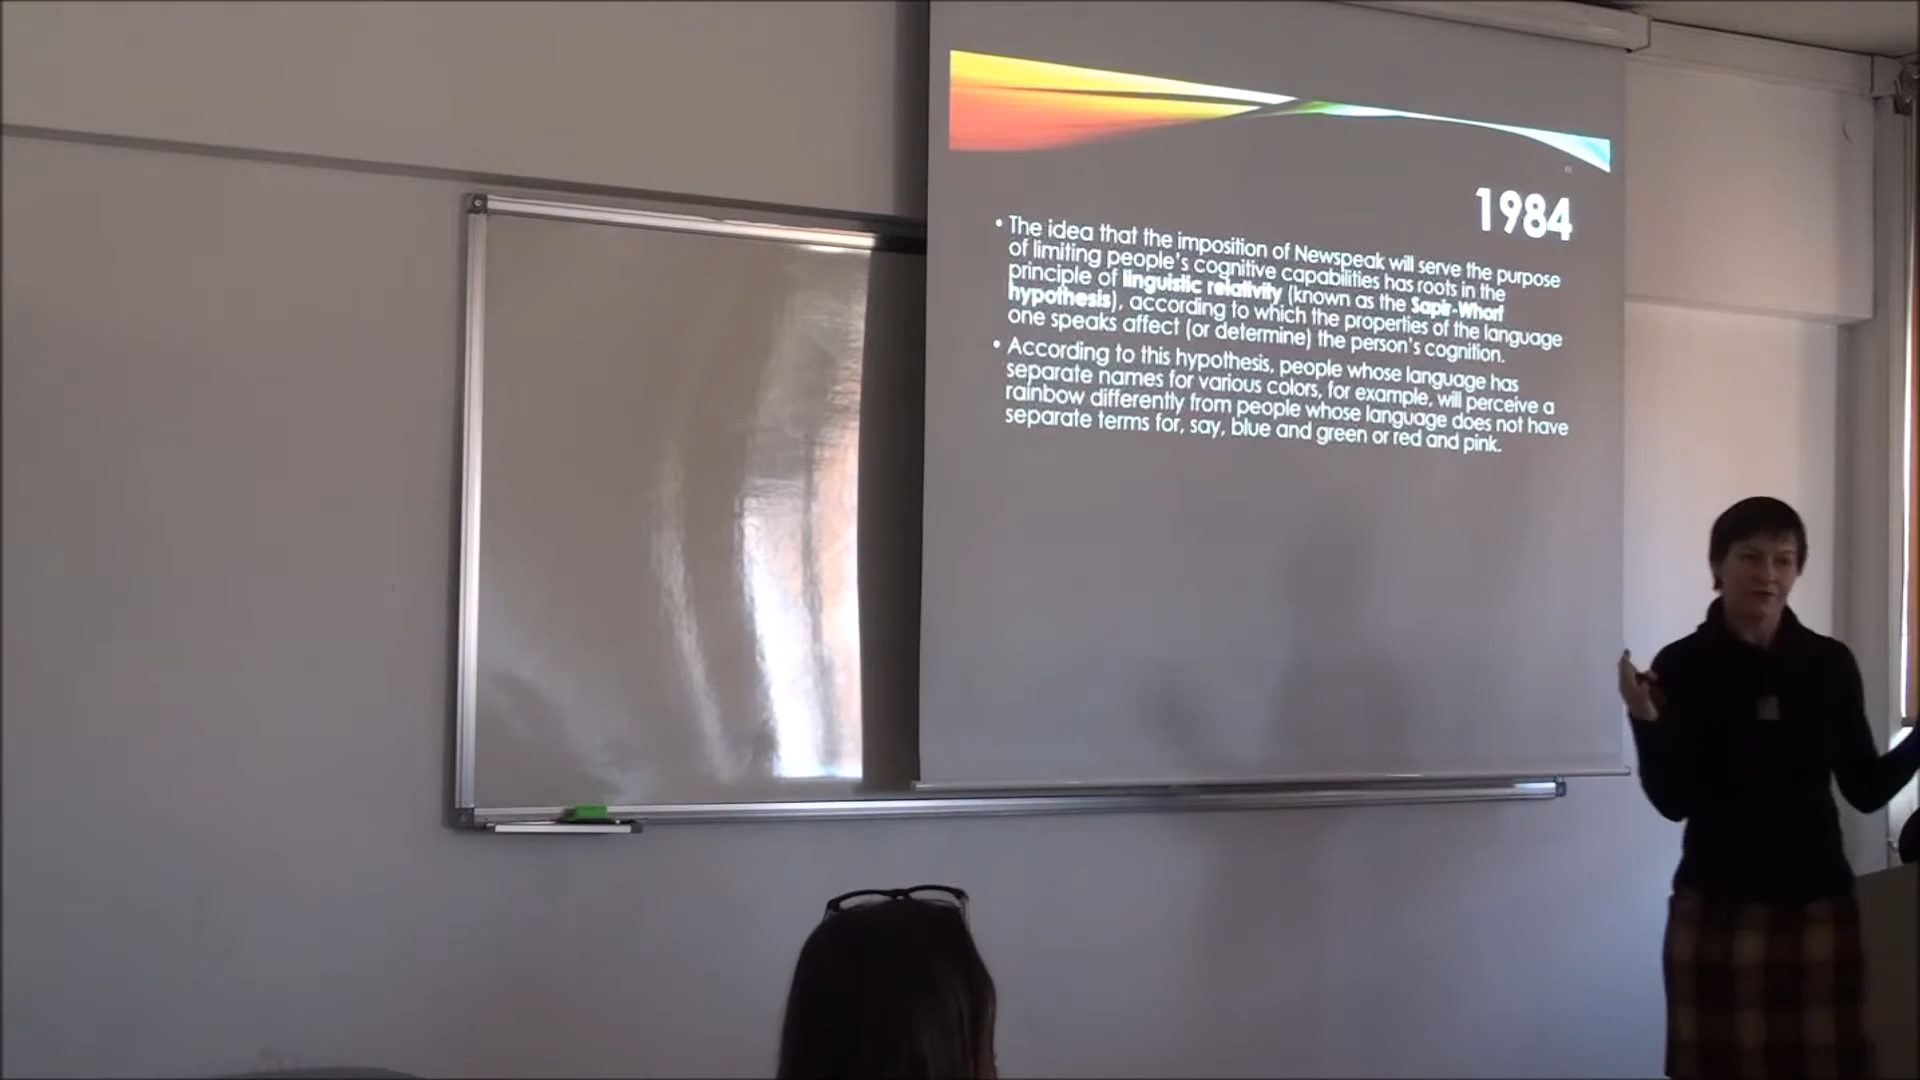 1984
• The idea that the imposition of Newspeak will serve the purpose
of limiting people's cognitive capabilities has roots in the
principle of linguistic relativity (known as the Sapir-Whorf
hypothesis), according to which the properties of the language
one speaks affect (or determine) the person's cognition.
• According to this hypothesis, people whose language has
separate names for various colors, for example, will perceive a
rainbow differently from people whose language does not have
separate terms for, say, blue and green or red and pink.